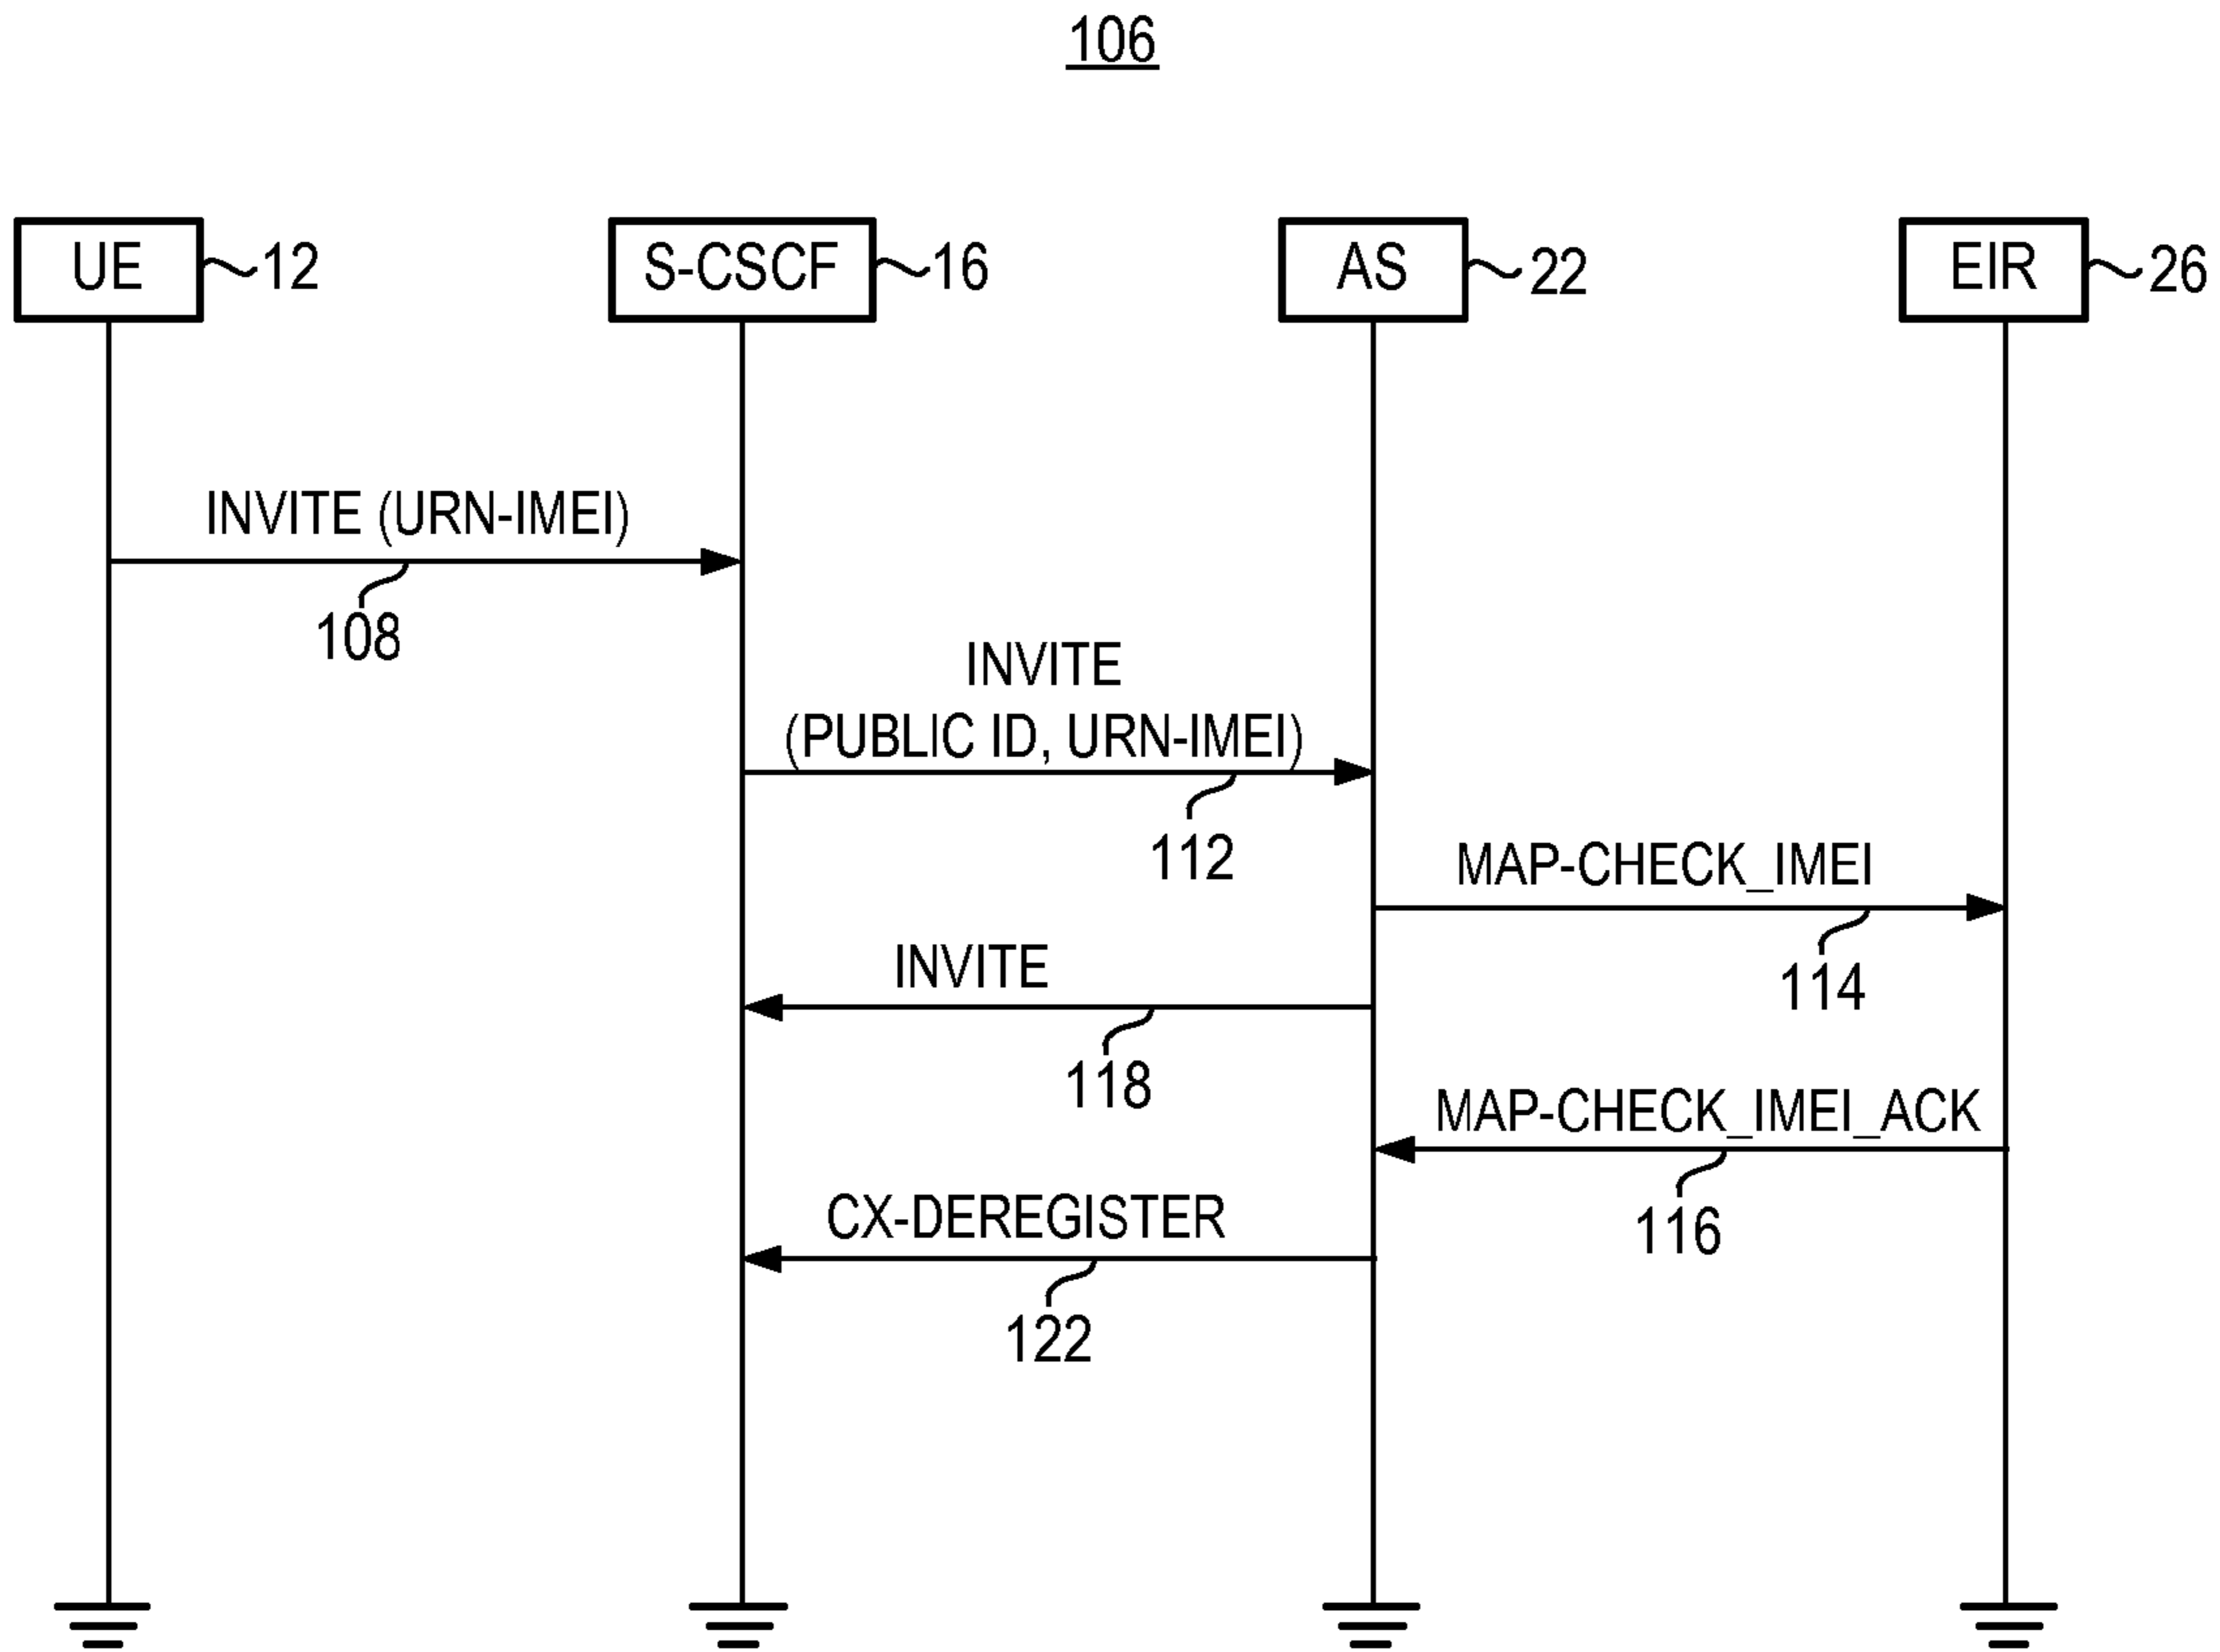 106
UE 12 S-CSCF 16 AS 22 EIR 26
INVITE (URN-IMEI)
108
INVITE
(PUBLIC ID, URN-IMEI)
112
MAP-CHECK_IMEI
114
INVITE
118
MAP-CHECK_IMEI_ACK
116
CX-DEREGISTER
122